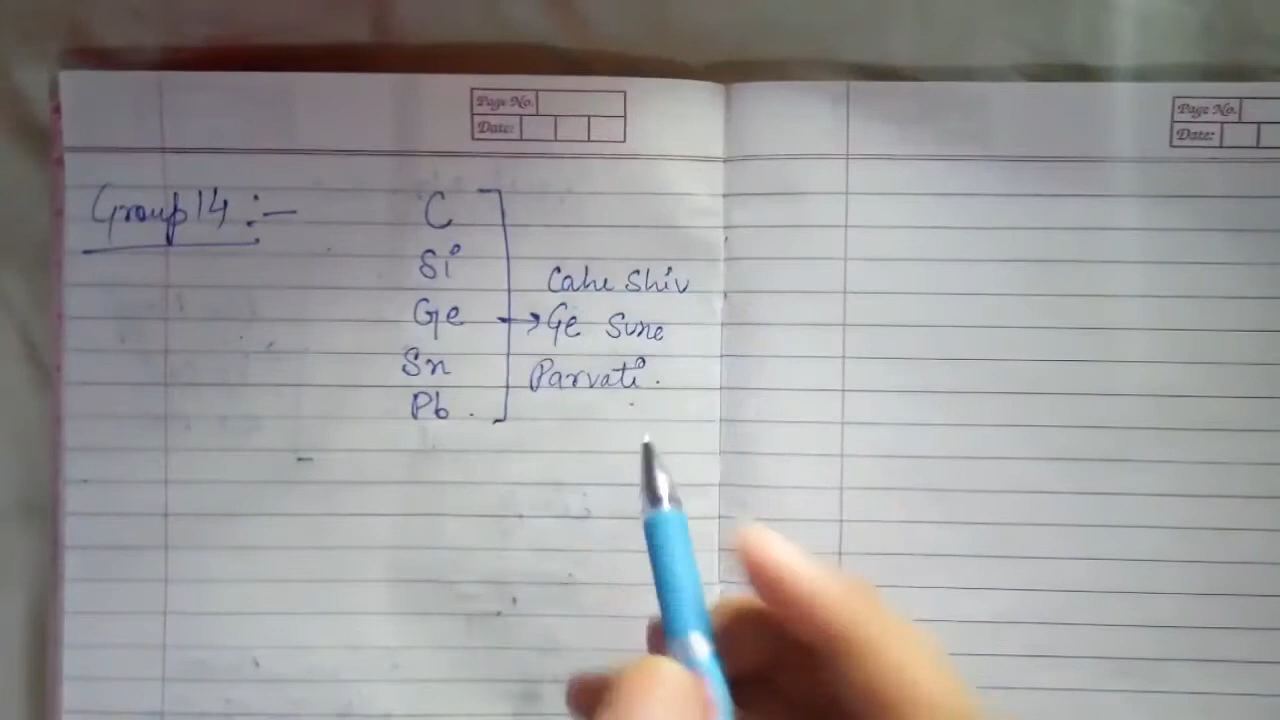 Page No.
Date:
Page No.
Date:
Group 14 :—
C
Si
Ge
Sn
Pb.
Cahe Shiv
Ge Sune
Parvati.